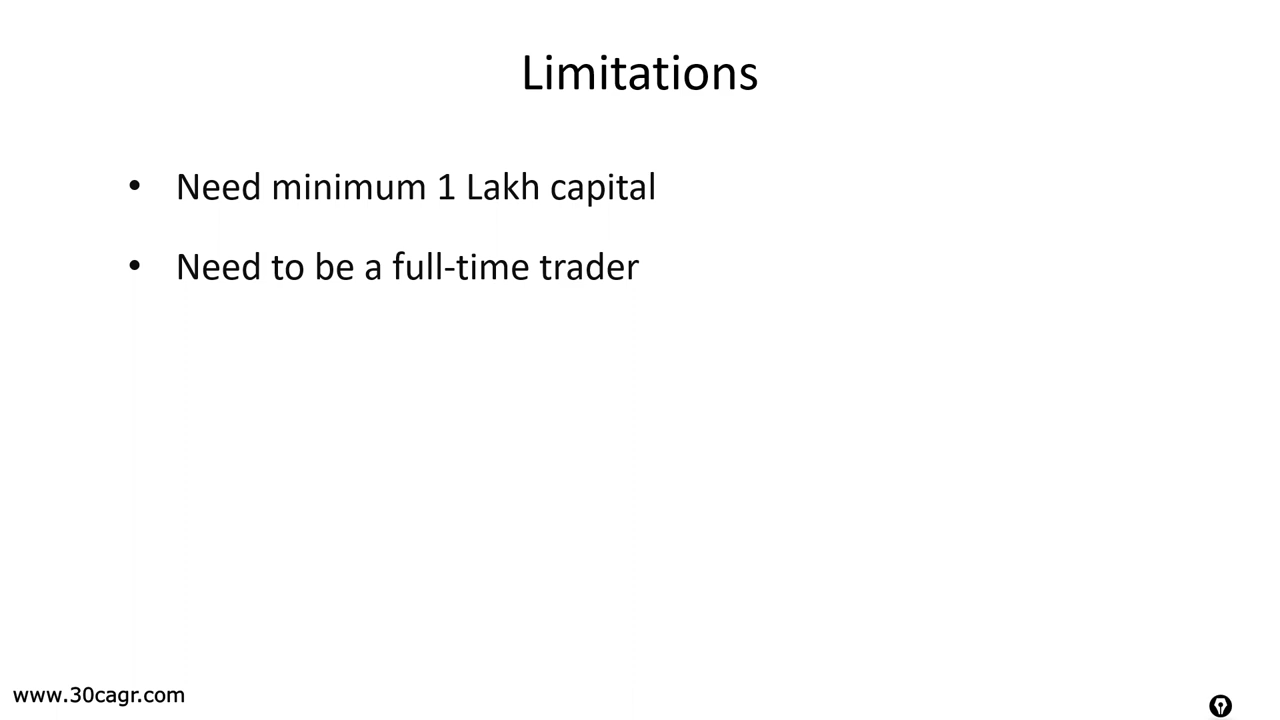 Limitations
• Need minimum 1 Lakh capital
• Need to be a full-time trader
www.30cagr.com